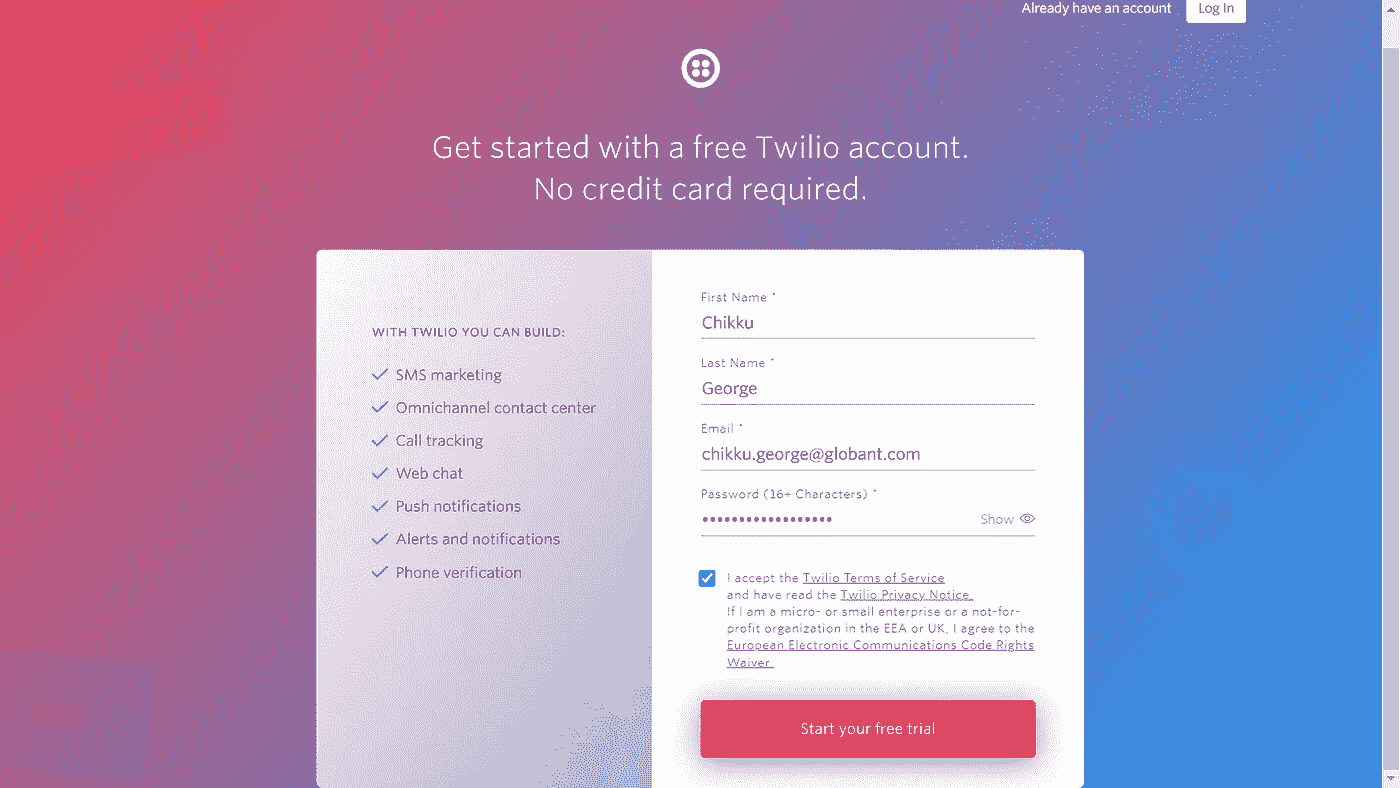 Already have an account
Log In
Get started with a free Twilio account.
No credit card required.
WITH TWILIO YOU CAN BUILD:
SMS marketing
Omnichannel contact center
Call tracking
Web chat
Push notifications
Alerts and notifications
Phone verification
First Name *
Chikku
Last Name *
George
Email *
chikku.george@globant.com
Password (16+ Characters) *
••••••••••••••••••
Show
I accept the Twilio Terms of Service
and have read the Twilio Privacy Notice.
If I am a micro- or small enterprise or a not-for-
profit organization in the EEA or UK, I agree to the
European Electronic Communications Code Rights
Waiver.
Start your free trial